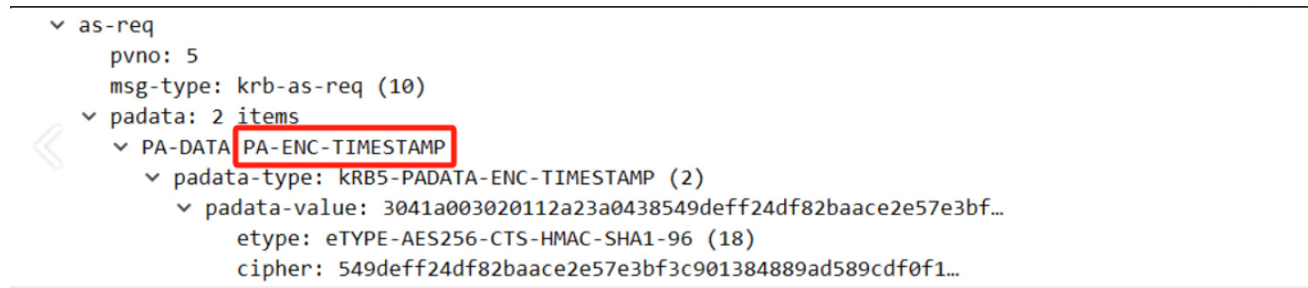 as-req
pvno: 5
msg-type: krb-as-req (10)
padata: 2 items
PA-DATA PA-ENC-TIMESTAMP
padata-type: kRB5-PADATA-ENC-TIMESTAMP (2)
padata-value: 3041a003020112a23a0438549deff24df82baace2e57e3bf…
etype: eTYPE-AES256-CTS-HMAC-SHA1-96 (18)
cipher: 549deff24df82baace2e57e3bf3c901384889ad589cdf0f1…